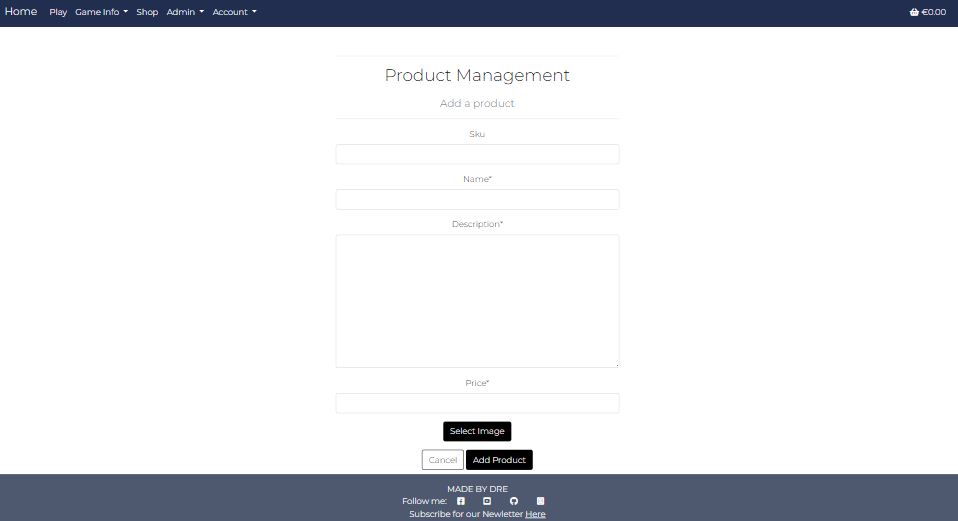 Home Play Game Info Shop Admin Account €0.00
Product Management
Add a product
Sku
Name*
Description*
Price*
Select Image
Cancel Add Product
MADE BY DRE
Follow me:
Subscribe for our Newletter Here